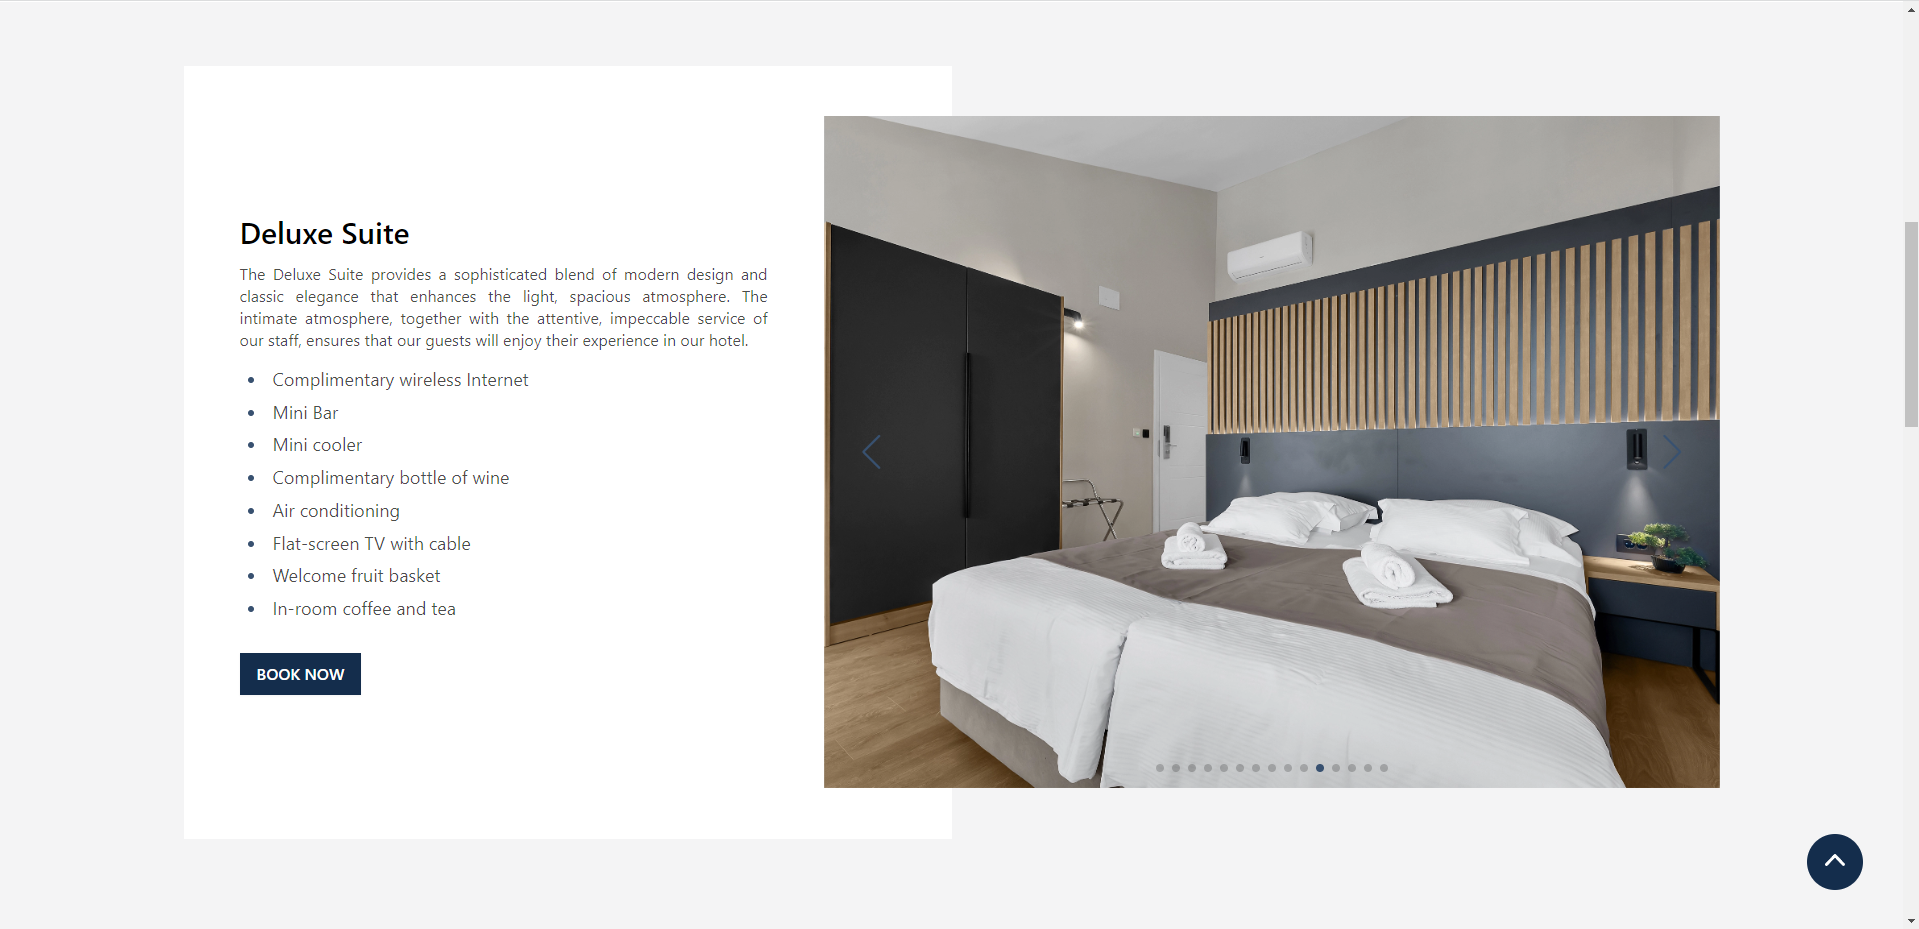 Deluxe Suite
The Deluxe Suite provides a sophisticated blend of modern design and
classic elegance that enhances the light, spacious atmosphere. The
intimate atmosphere, together with the attentive, impeccable service of
our staff, ensures that our guests will enjoy their experience in our hotel.
Complimentary wireless Internet
Mini Bar
Mini cooler
Complimentary bottle of wine
Air conditioning
Flat-screen TV with cable
Welcome fruit basket
In-room coffee and tea
BOOK NOW